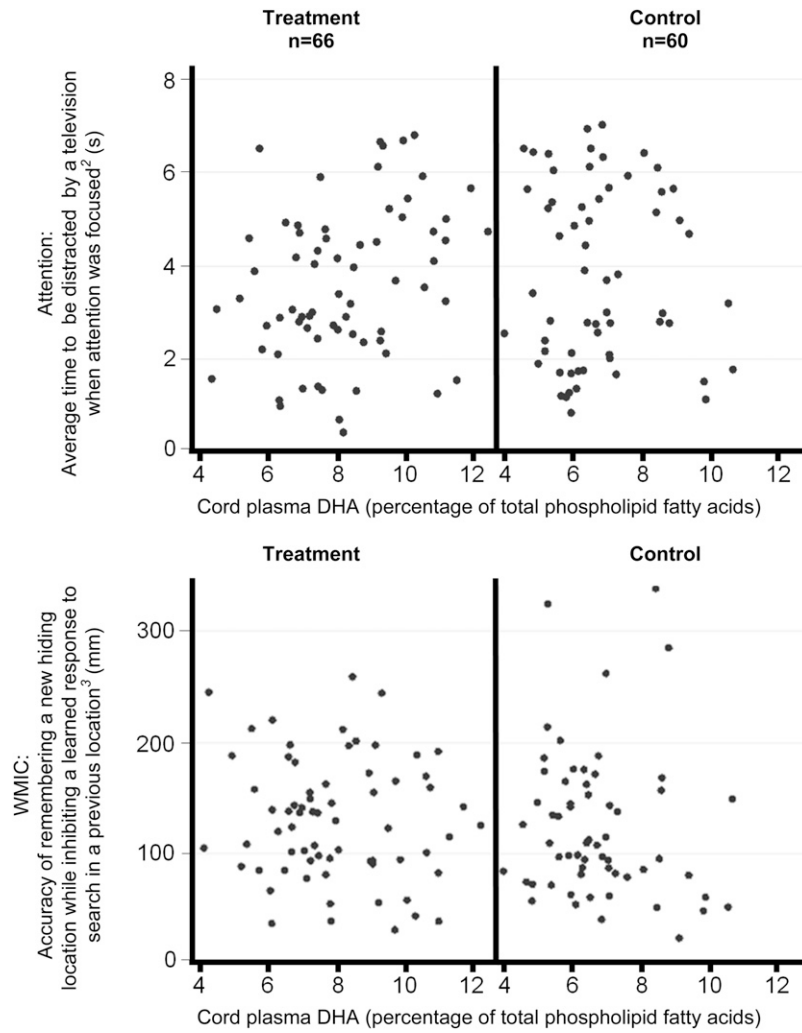 Treatment
n=66
Control
n=60
Attention:
Average time to be distracted by a television
when attention was focused2 (s)
8
6
4
2
0
4 6 8 10 12 4 6 8 10 12
Cord plasma DHA (percentage of total phospholipid fatty acids)
Treatment Control
WMIC:
Accuracy of remembering a new hiding
location while inhibiting a learned response to
search in a previous location3 (mm)
300
200
100
0
4 6 8 10 12 4 6 8 10 12
Cord plasma DHA (percentage of total phospholipid fatty acids)